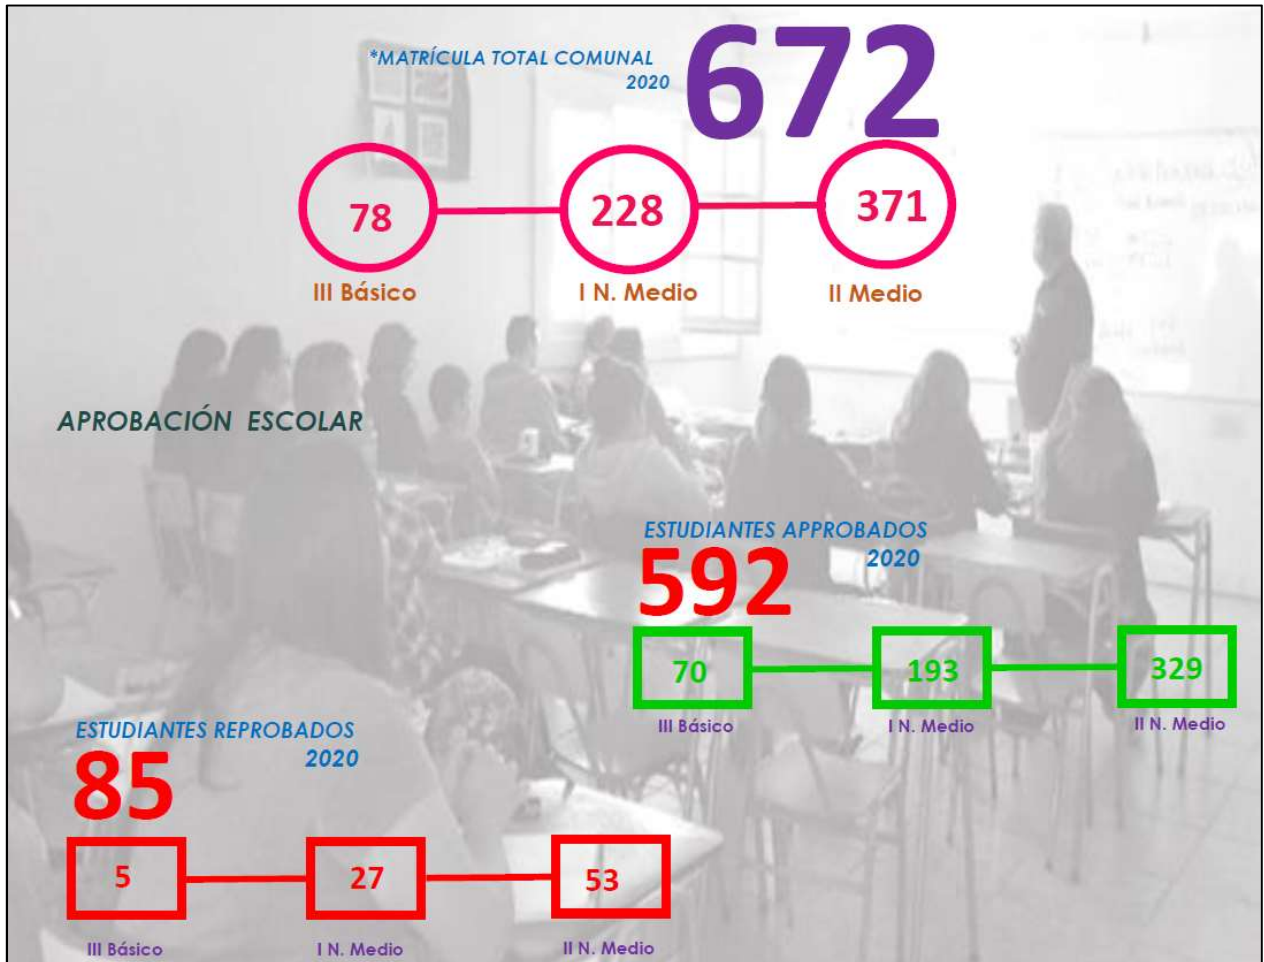 *MATRÍCULA TOTAL COMUNAL
2020
672
78
228
371
III Básico
I N. Medio
II Medio
APROBACIÓN ESCOLAR
ESTUDIANTES APPROBADOS
2020
592
70
193
329
III Básico
I N. Medio
II N. Medio
ESTUDIANTES REPROBADOS
2020
85
5
27
53
III Básico
I N. Medio
II N. Medio